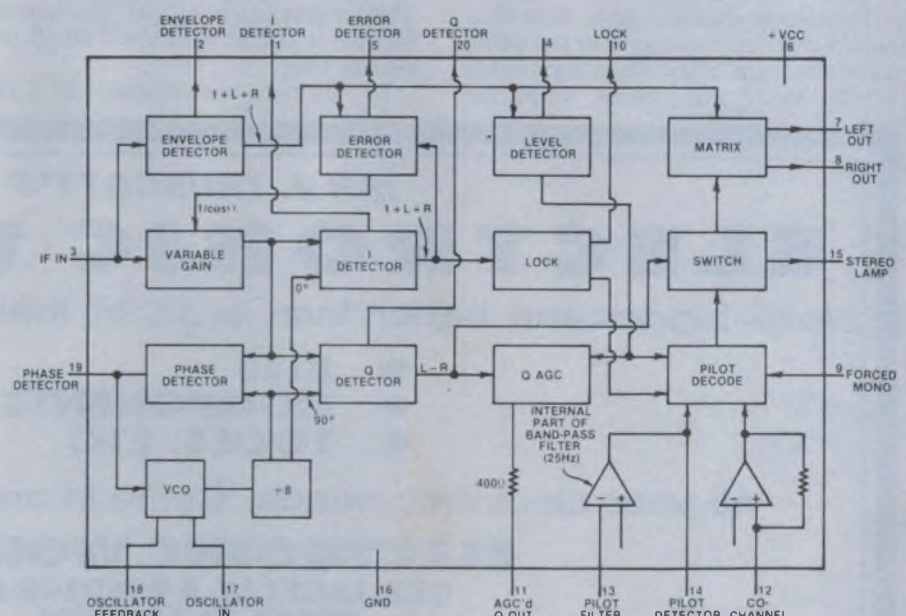 ENVELOPE DETECTOR
2
I DETECTOR
1
ERROR DETECTOR
5
Q DETECTOR
20
4
LOCK
10
+VCC
6
1+L+R
ENVELOPE DETECTOR
ERROR DETECTOR
LEVEL DETECTOR
MATRIX
7 LEFT OUT
8 RIGHT OUT
1+L+R
IF IN 3
VARIABLE GAIN
0°
I DETECTOR
LOCK
SWITCH
15 STEREO LAMP
PHASE DETECTOR 19
PHASE DETECTOR
Q DETECTOR
L-R
Q AGC
PILOT DECODE
9 FORCED MONO
90°
INTERNAL PART OF BAND-PASS FILTER (25Hz)
VCO
÷8
400Ω
- +
- +
18
OSCILLATOR FEEDBACK
17
OSCILLATOR IN
16
GND
11
AGC'd Q OUT
13
PILOT FILTER
14
PILOT DETECTOR
12
CO-CHANNEL